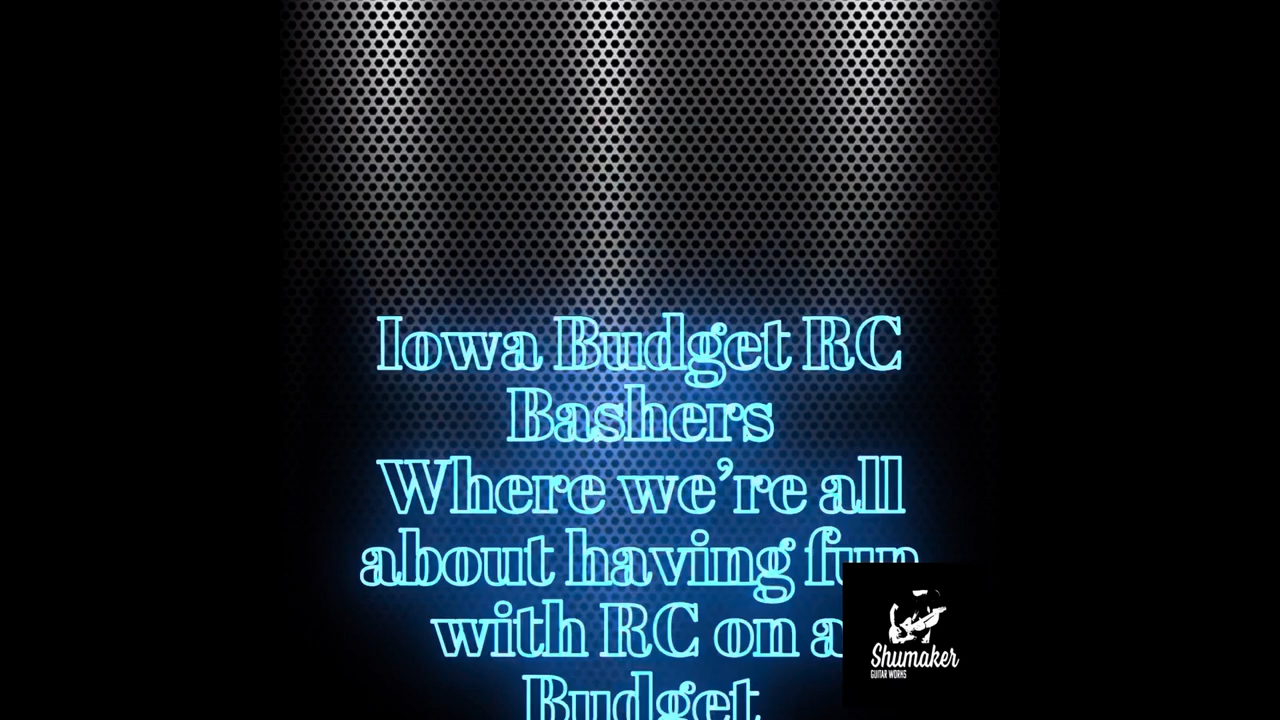 Iowa Budget RC
Bashers
Where we’re all
about having fun
with RC on a
Budget
Shumaker
GUITAR WORKS